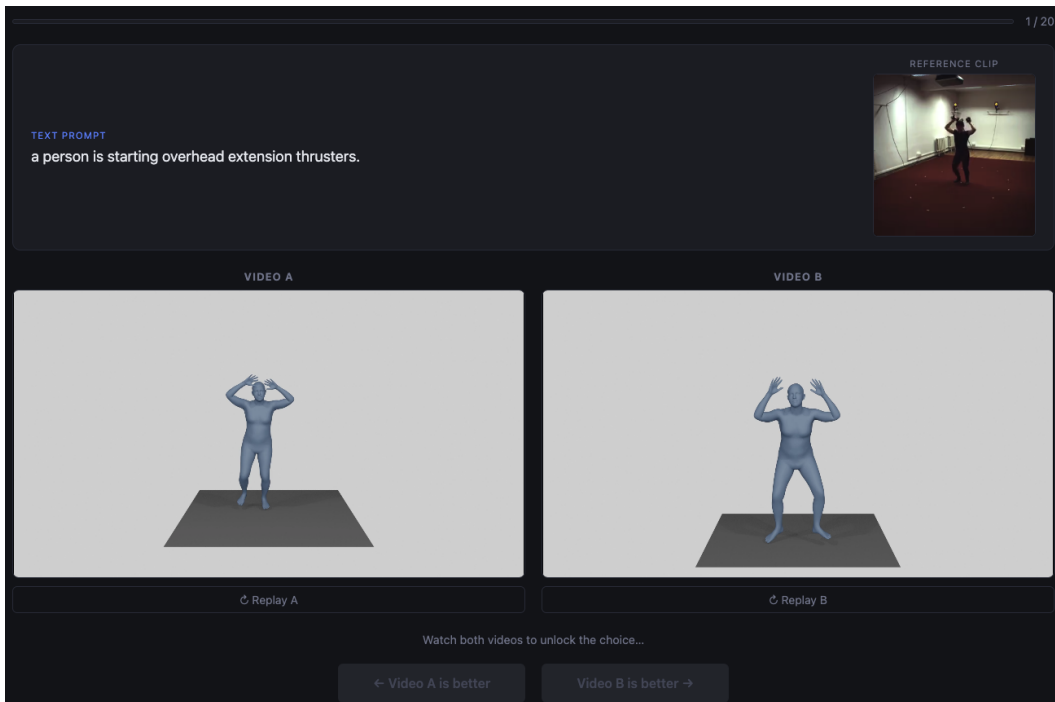 1 / 20
REFERENCE CLIP
TEXT PROMPT
a person is starting overhead extension thrusters.
VIDEO A
VIDEO B
↻ Replay A
↻ Replay B
Watch both videos to unlock the choice...
← Video A is better
Video B is better →